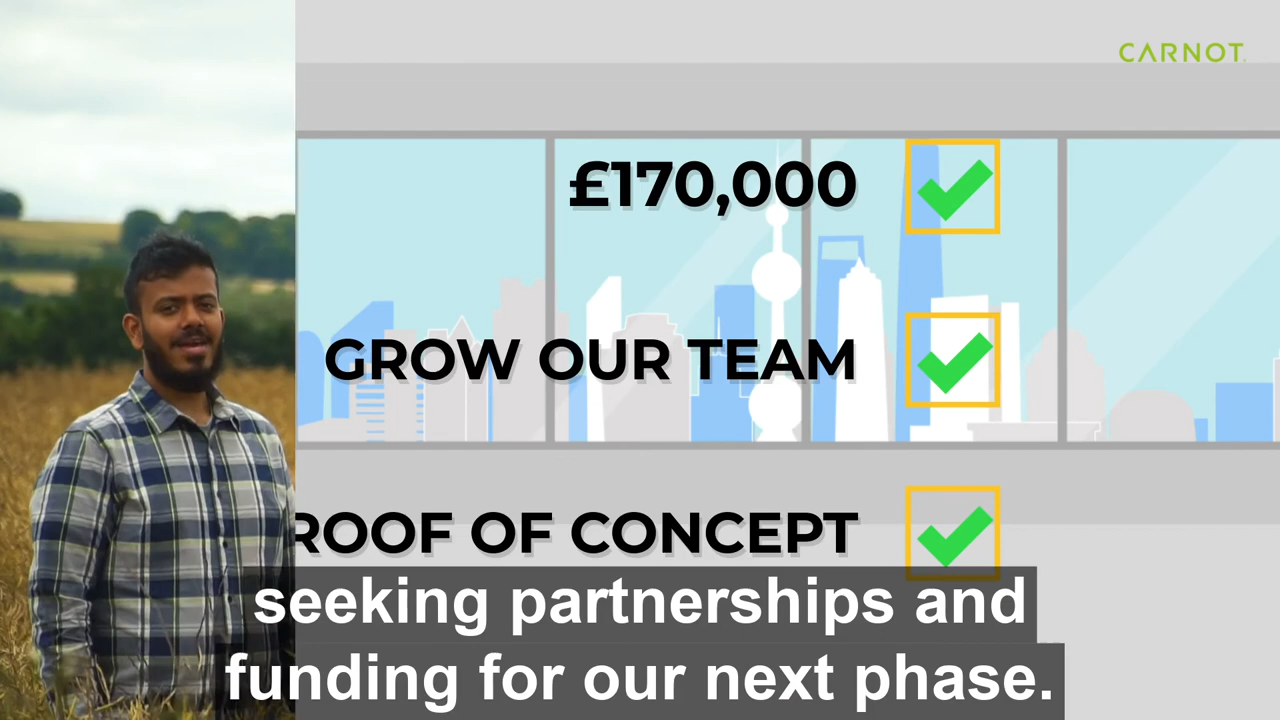 CARNOT
£170,000
GROW OUR TEAM
ROOF OF CONCEPT
seeking partnerships and
funding for our next phase.